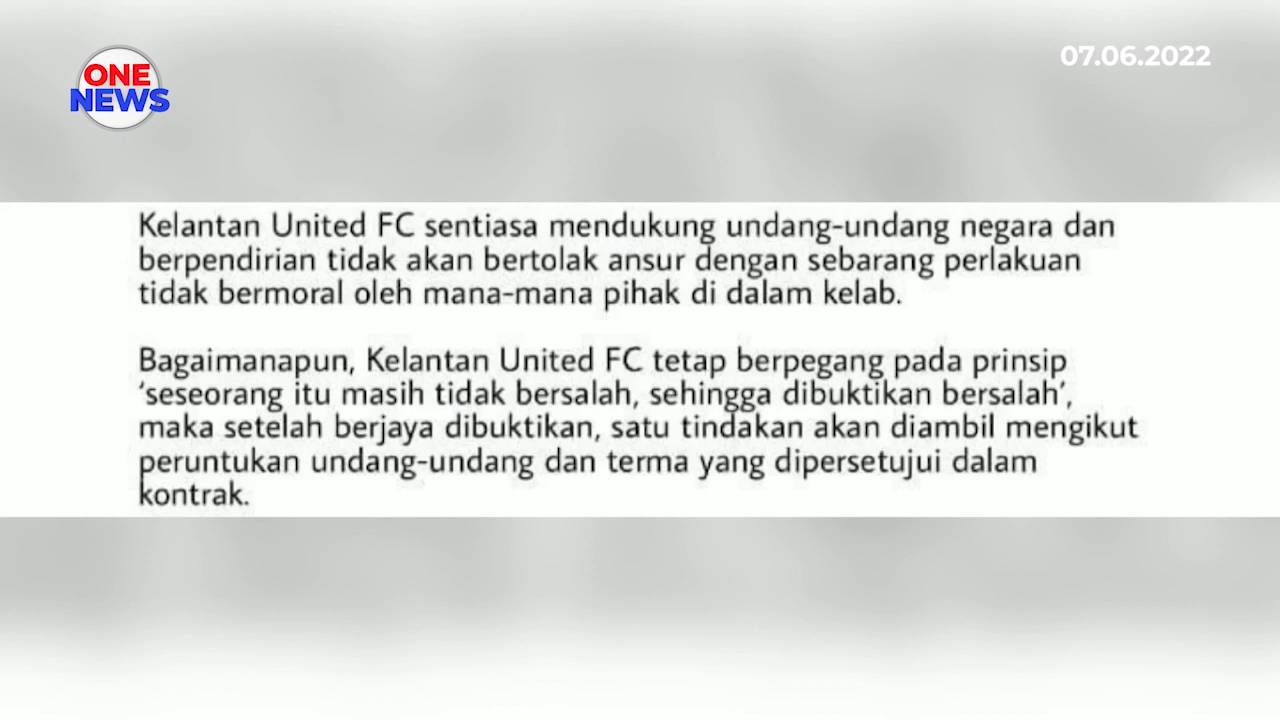 ONE
NEWS
07.06.2022
Kelantan United FC sentiasa mendukung undang-undang negara dan
berpendirian tidak akan bertolak ansur dengan sebarang perlakuan
tidak bermoral oleh mana-mana pihak di dalam kelab.
Bagaimanapun, Kelantan United FC tetap berpegang pada prinsip
‘seseorang itu masih tidak bersalah, sehingga dibuktikan bersalah’,
maka setelah berjaya dibuktikan, satu tindakan akan diambil mengikut
peruntukan undang-undang dan terma yang dipersetujui dalam
kontrak.